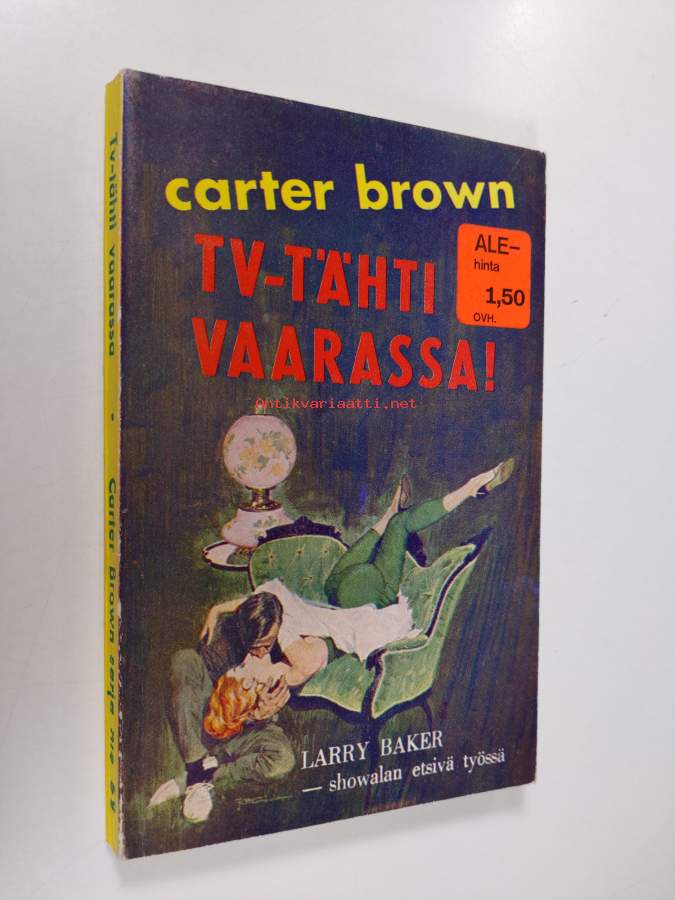 carter brown
TV-TÄHTI
VAARASSA!
ALE-
hinta
1,50
OVH.
Antikvariaatti.net
LARRY BAKER
— showalan etsivä työssä
TV-tähti vaarassa • Carter Brown sarja n:o